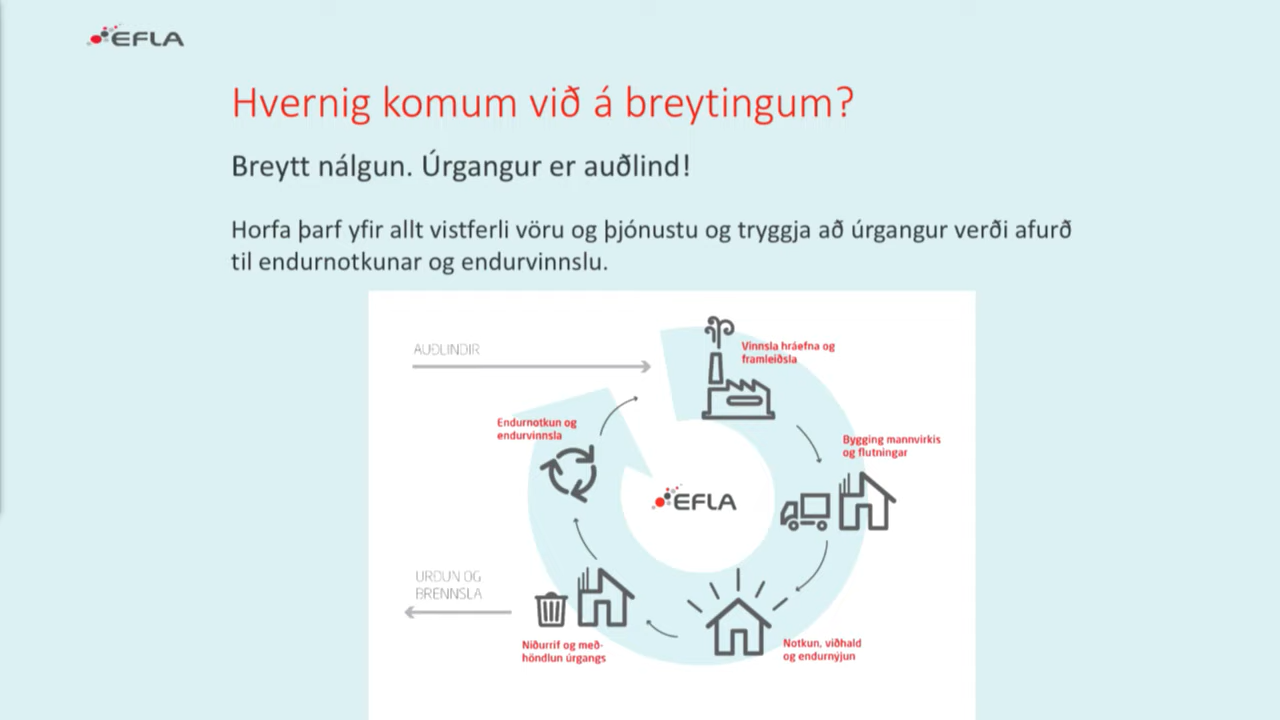 EFLA
Hvernig komum við á breytingum?
Breytt nálgun. Úrgangur er auðlind!
Horfa þarf yfir allt vistferli vöru og þjónustu og tryggja að úrgangur verði afurð
til endurnotkunar og endurvinnslu.
AUÐLINDIR
Vinnsla hráefna og
framleiðsla
Endurnotkun og
endurvinnsla
Bygging mannvirkis
og flutningar
EFLA
URÐUN OG
BRENNSLA
Niðurrif og með-
höndlun úrgangs
Notkun, viðhald
og endurnýjun